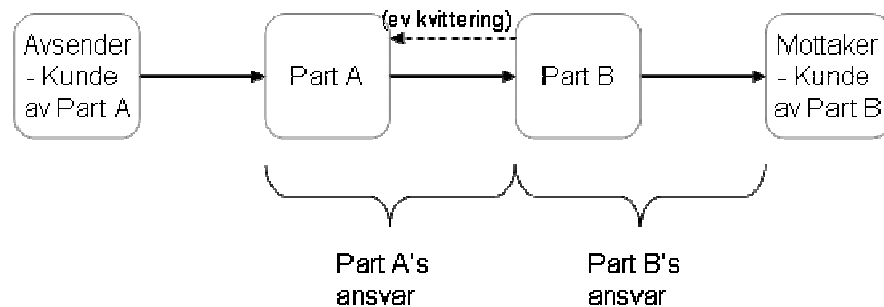 (ev kvittering)
Avsender
- Kunde
av Part A
Part A
Part B
Mottaker
- Kunde
av Part B
Part A's
ansvar
Part B's
ansvar